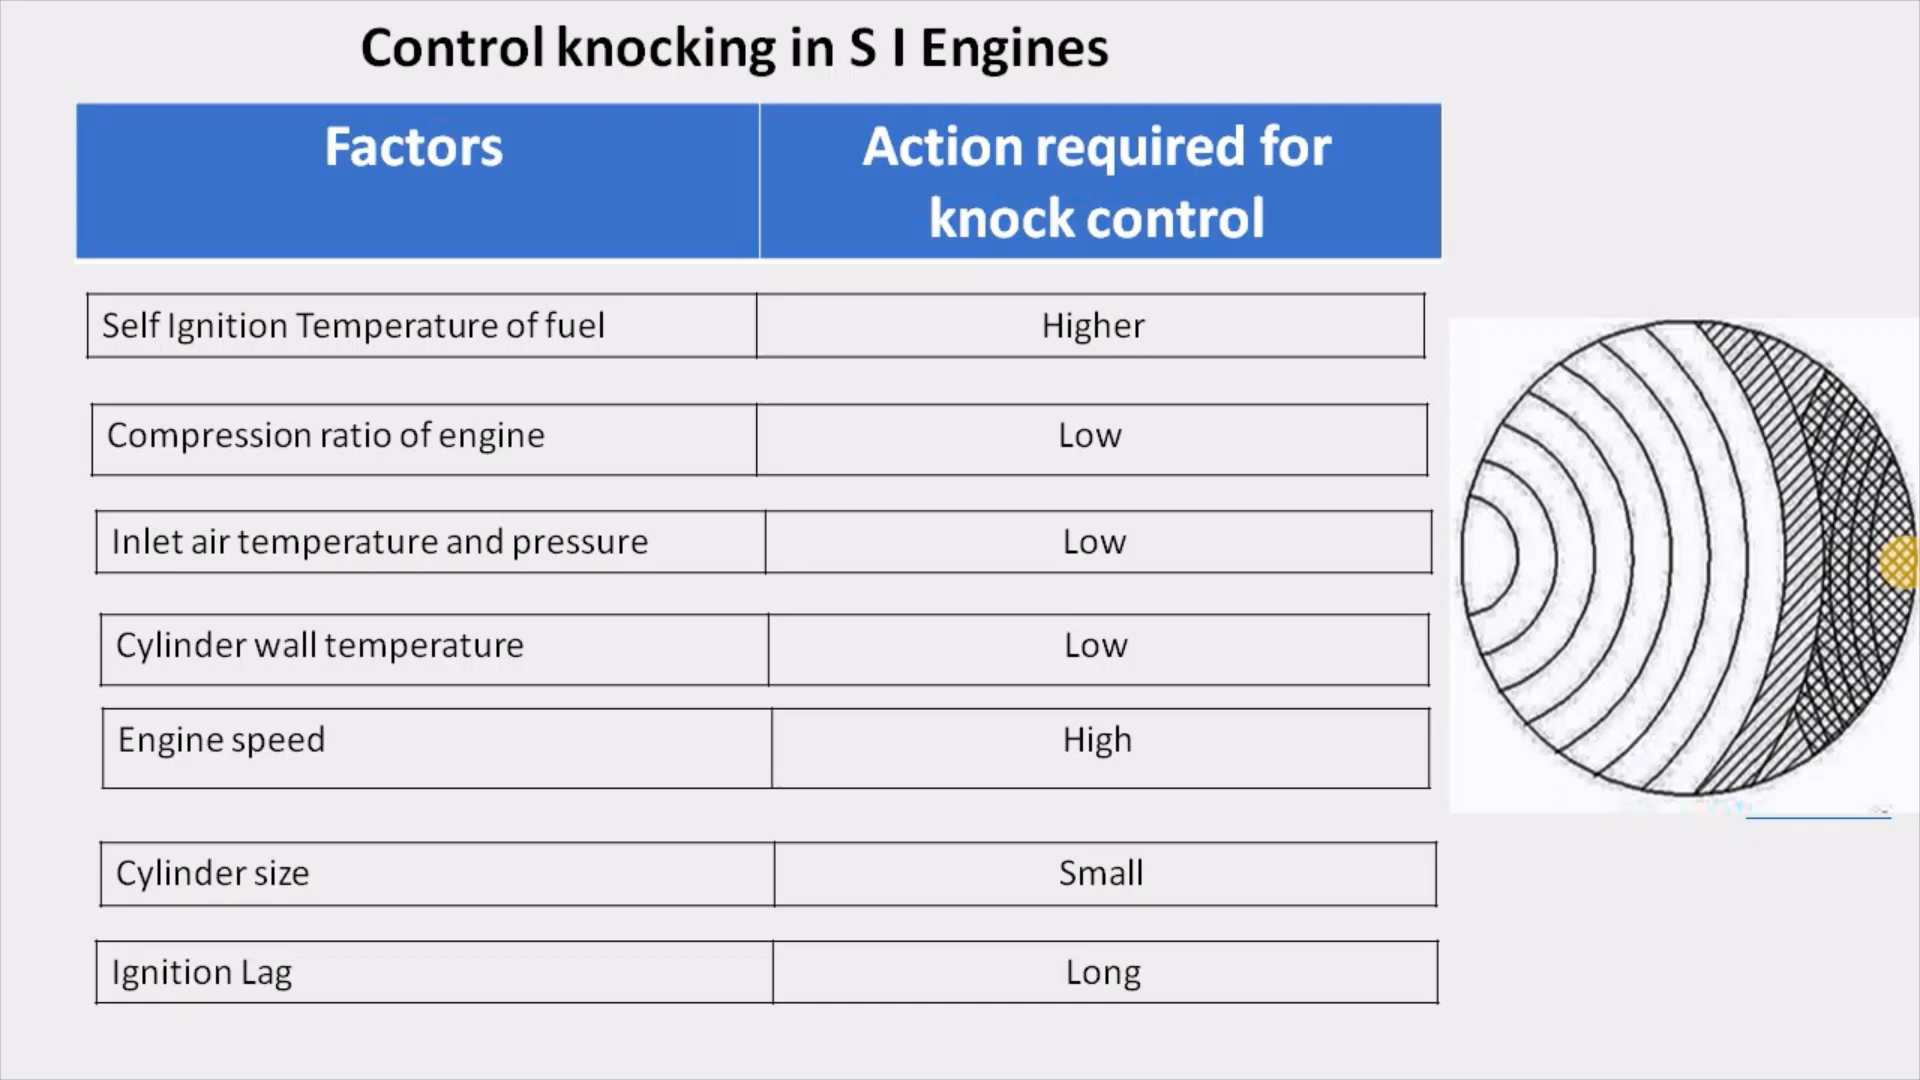 Control knocking in S I Engines
Factors
Action required for
knock control
Self Ignition Temperature of fuel
Higher
Compression ratio of engine
Low
Inlet air temperature and pressure
Low
Cylinder wall temperature
Low
Engine speed
High
Cylinder size
Small
Ignition Lag
Long